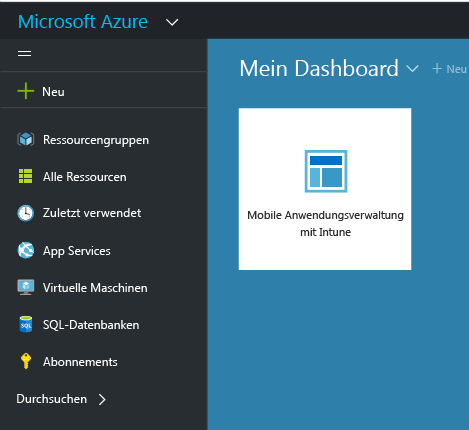 Microsoft Azure
Mein Dashboard
+ Neu
Neu
Ressourcengruppen
Alle Ressourcen
Zuletzt verwendet
App Services
Virtuelle Maschinen
SQL
SQL-Datenbanken
Abonnements
Durchsuchen
Mobile Anwendungsverwaltung
mit Intune